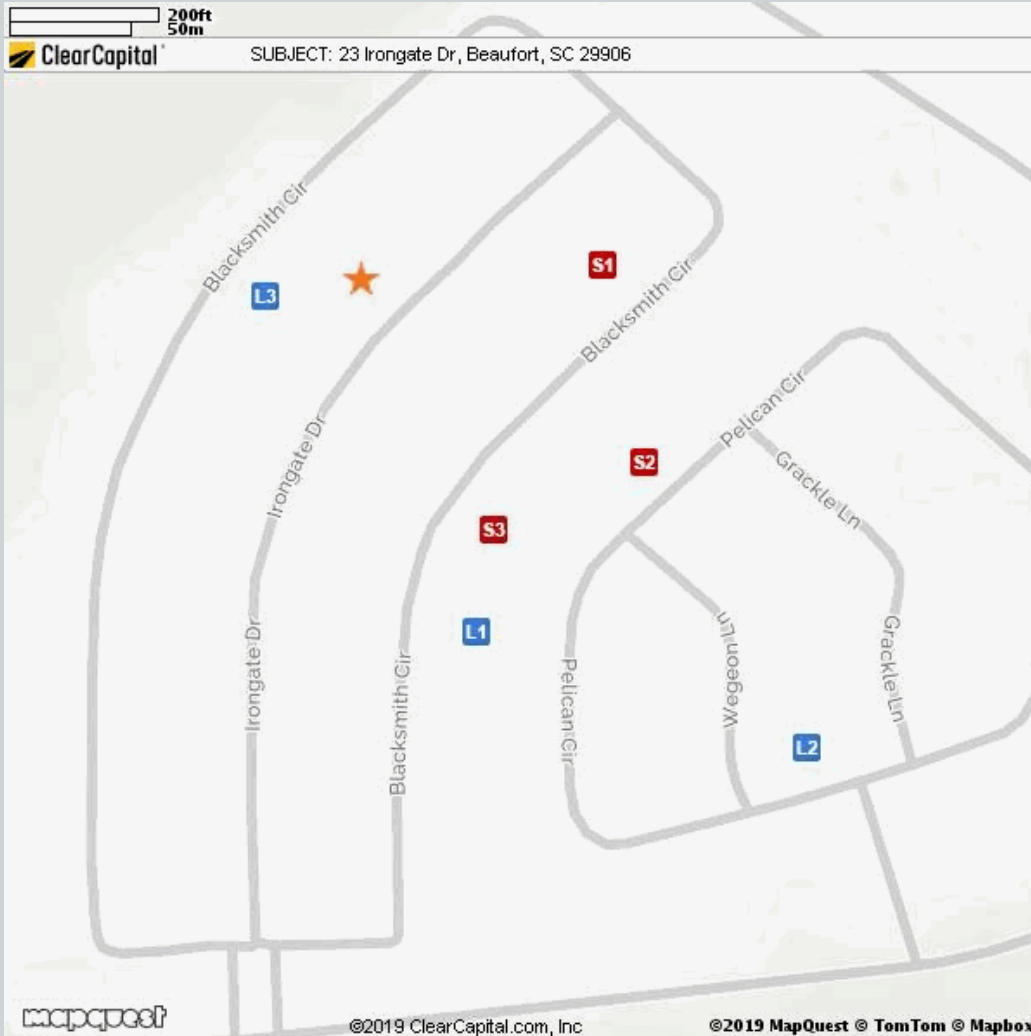 200ft
50m
ClearCapital
SUBJECT: 23 Irongate Dr, Beaufort, SC 29906
Blacksmith Cir
L3
S1
Blacksmith Cir
Irongate Dr
Pelican Cir
S2
Grackle Ln
S3
L1
Irongate Dr
Blacksmith Cir
Pelican Cir
Wegeon Ln
Grackle Ln
L2
mapquest
©2019 ClearCapital.com, Inc
©2019 MapQuest © TomTom © Mapbox